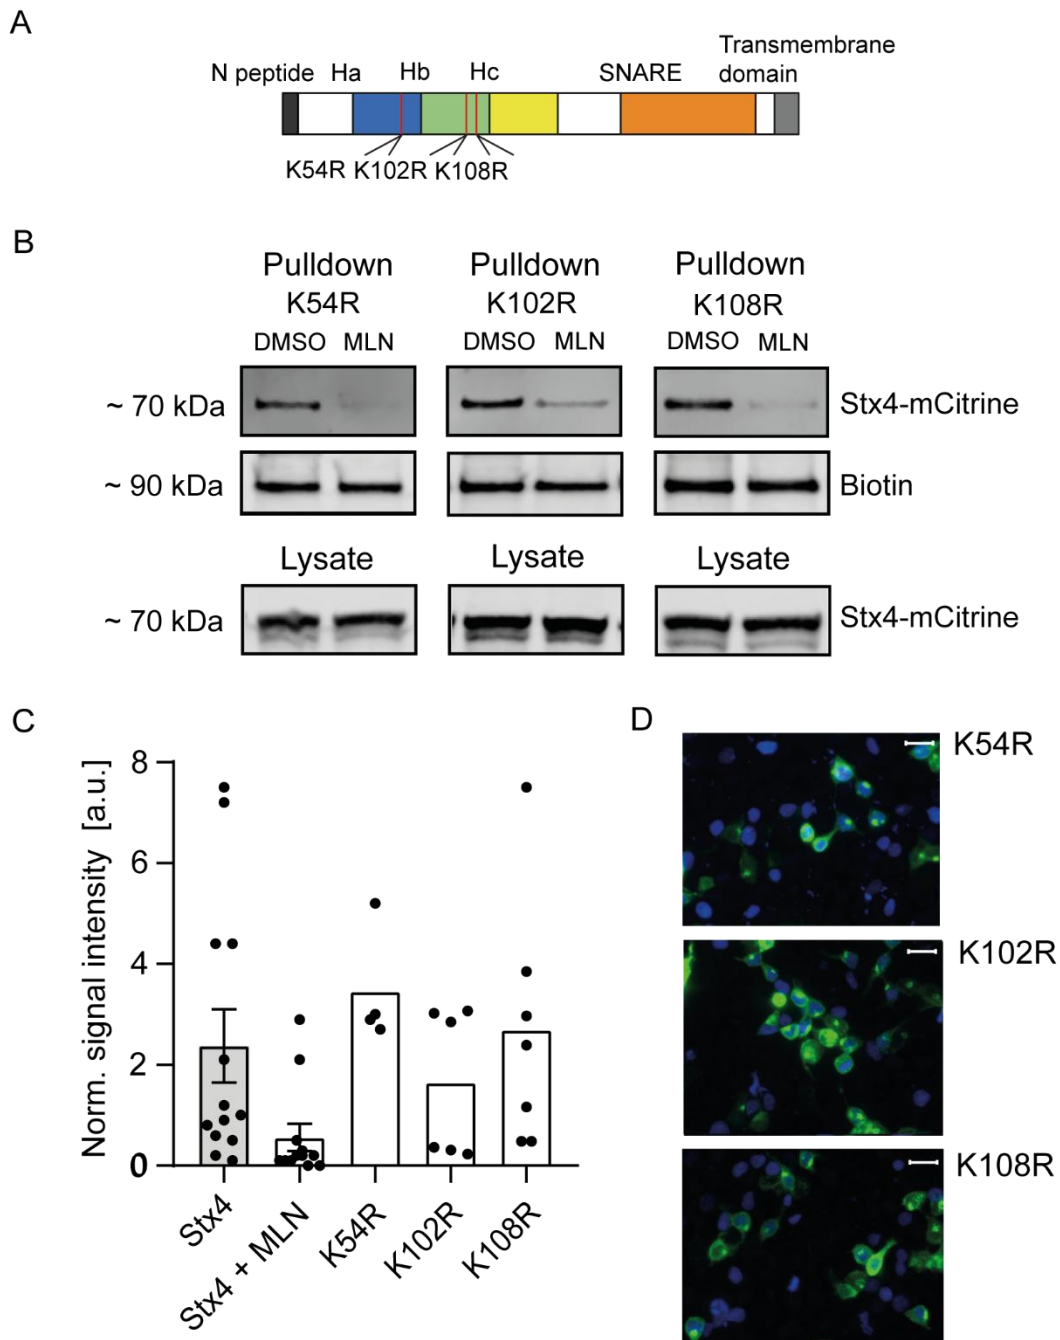 A
Transmembrane
domain
N peptide Ha Hb Hc SNARE
K54R K102R K108R
B
Pulldown Pulldown Pulldown
K54R K102R K108R
DMSO MLN DMSO MLN DMSO MLN
~ 70 kDa Stx4-mCitrine
~ 90 kDa Biotin
Lysate Lysate Lysate
~ 70 kDa Stx4-mCitrine
C
Norm. signal intensity [a.u.]
8
6
4
2
0
Stx4
Stx4 + MLN
K54R
K102R
K108R
D
K54R
K102R
K108R